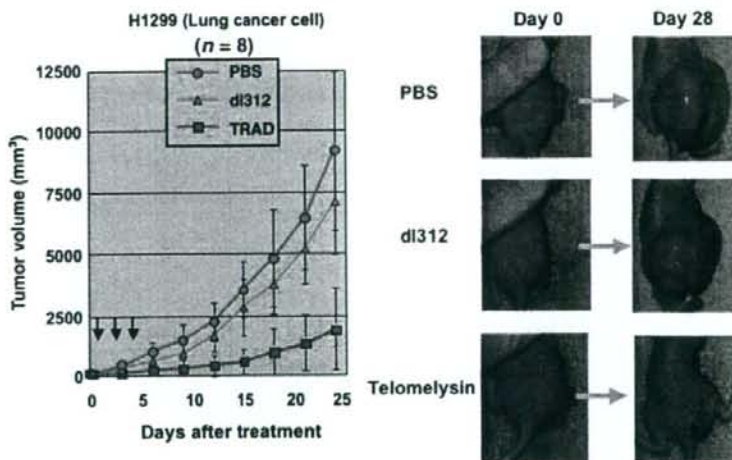 H1299 (Lung cancer cell)
(n = 8)
PBS
dl312
TRAD
Tumor volume (mm³)
12500
10000
7500
5000
2500
0
0 5 10 15 20 25
Days after treatment
Day 0 Day 28
PBS
dl312
Telomelysin